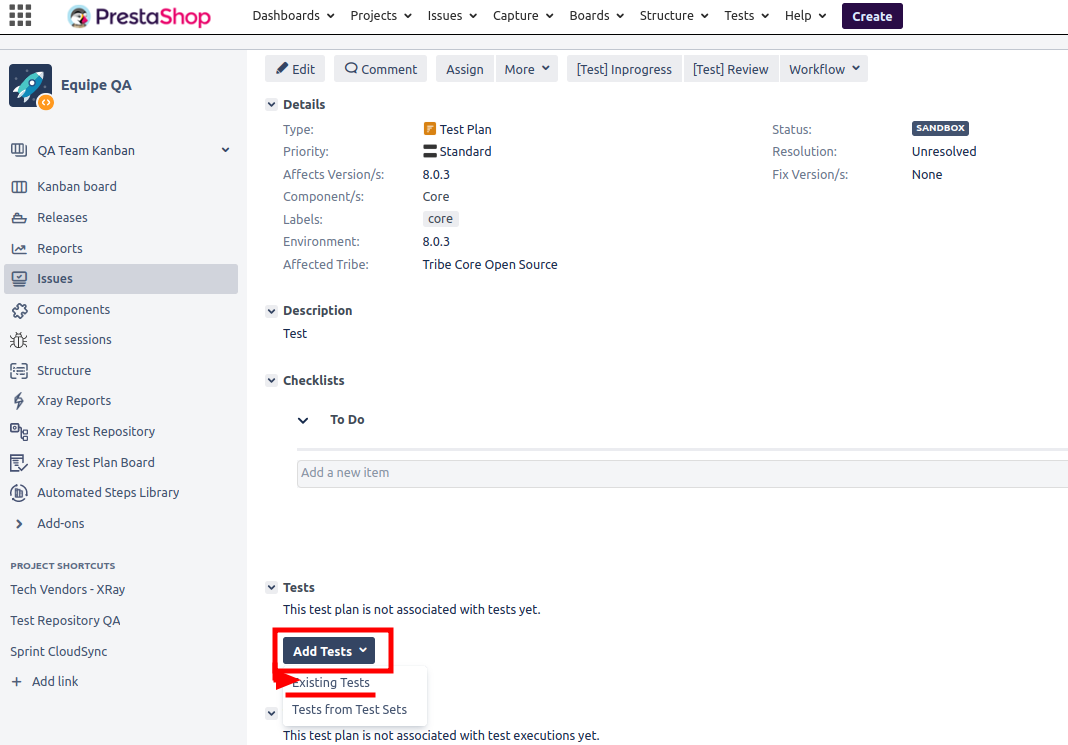 PrestaShop
Dashboards Projects Issues Capture Boards Structure Tests Help Create
Equipe QA
QA Team Kanban
Kanban board
Releases
Reports
Issues
Components
Test sessions
Structure
Xray Reports
Xray Test Repository
Xray Test Plan Board
Automated Steps Library
Add-ons
PROJECT SHORTCUTS
Tech Vendors - XRay
Test Repository QA
Sprint CloudSync
+ Add link
Edit Comment Assign More [Test] Inprogress [Test] Review Workflow
Details
Type: Test Plan Status: SANDBOX
Priority: Standard Resolution: Unresolved
Affects Version/s: 8.0.3 Fix Version/s: None
Component/s: Core
Labels: core
Environment: 8.0.3
Affected Tribe: Tribe Core Open Source
Description
Test
Checklists
To Do
Add a new item
Tests
This test plan is not associated with tests yet.
Add Tests
Existing Tests
Tests from Test Sets
This test plan is not associated with test executions yet.